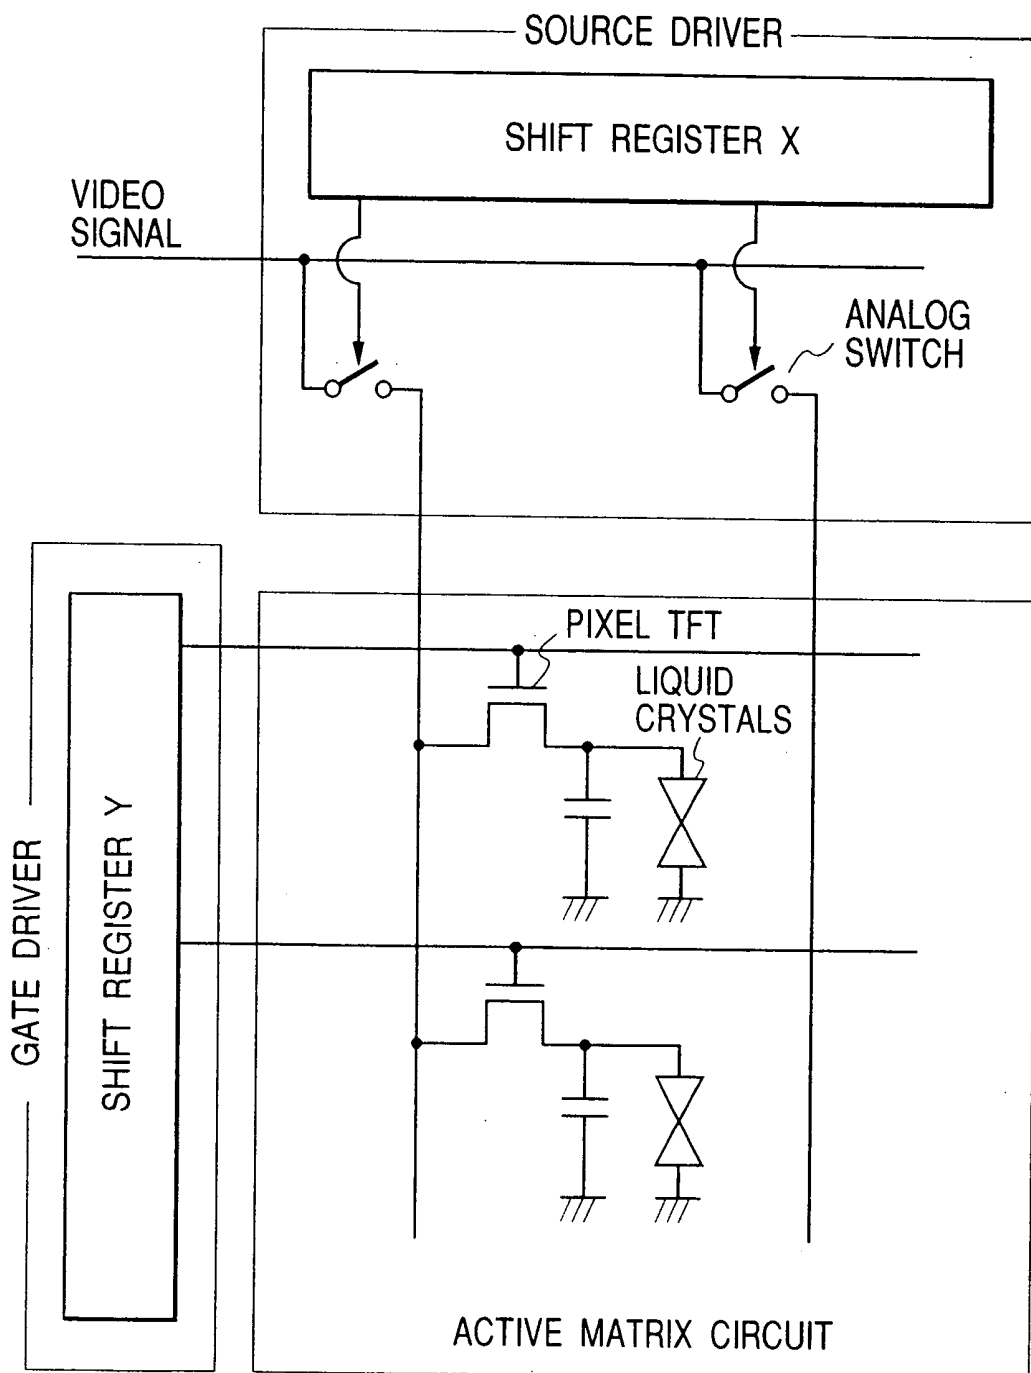 SOURCE DRIVER
SHIFT REGISTER X
VIDEO
SIGNAL
ANALOG
SWITCH
PIXEL TFT
LIQUID
CRYSTALS
GATE DRIVER
SHIFT REGISTER Y
ACTIVE MATRIX CIRCUIT